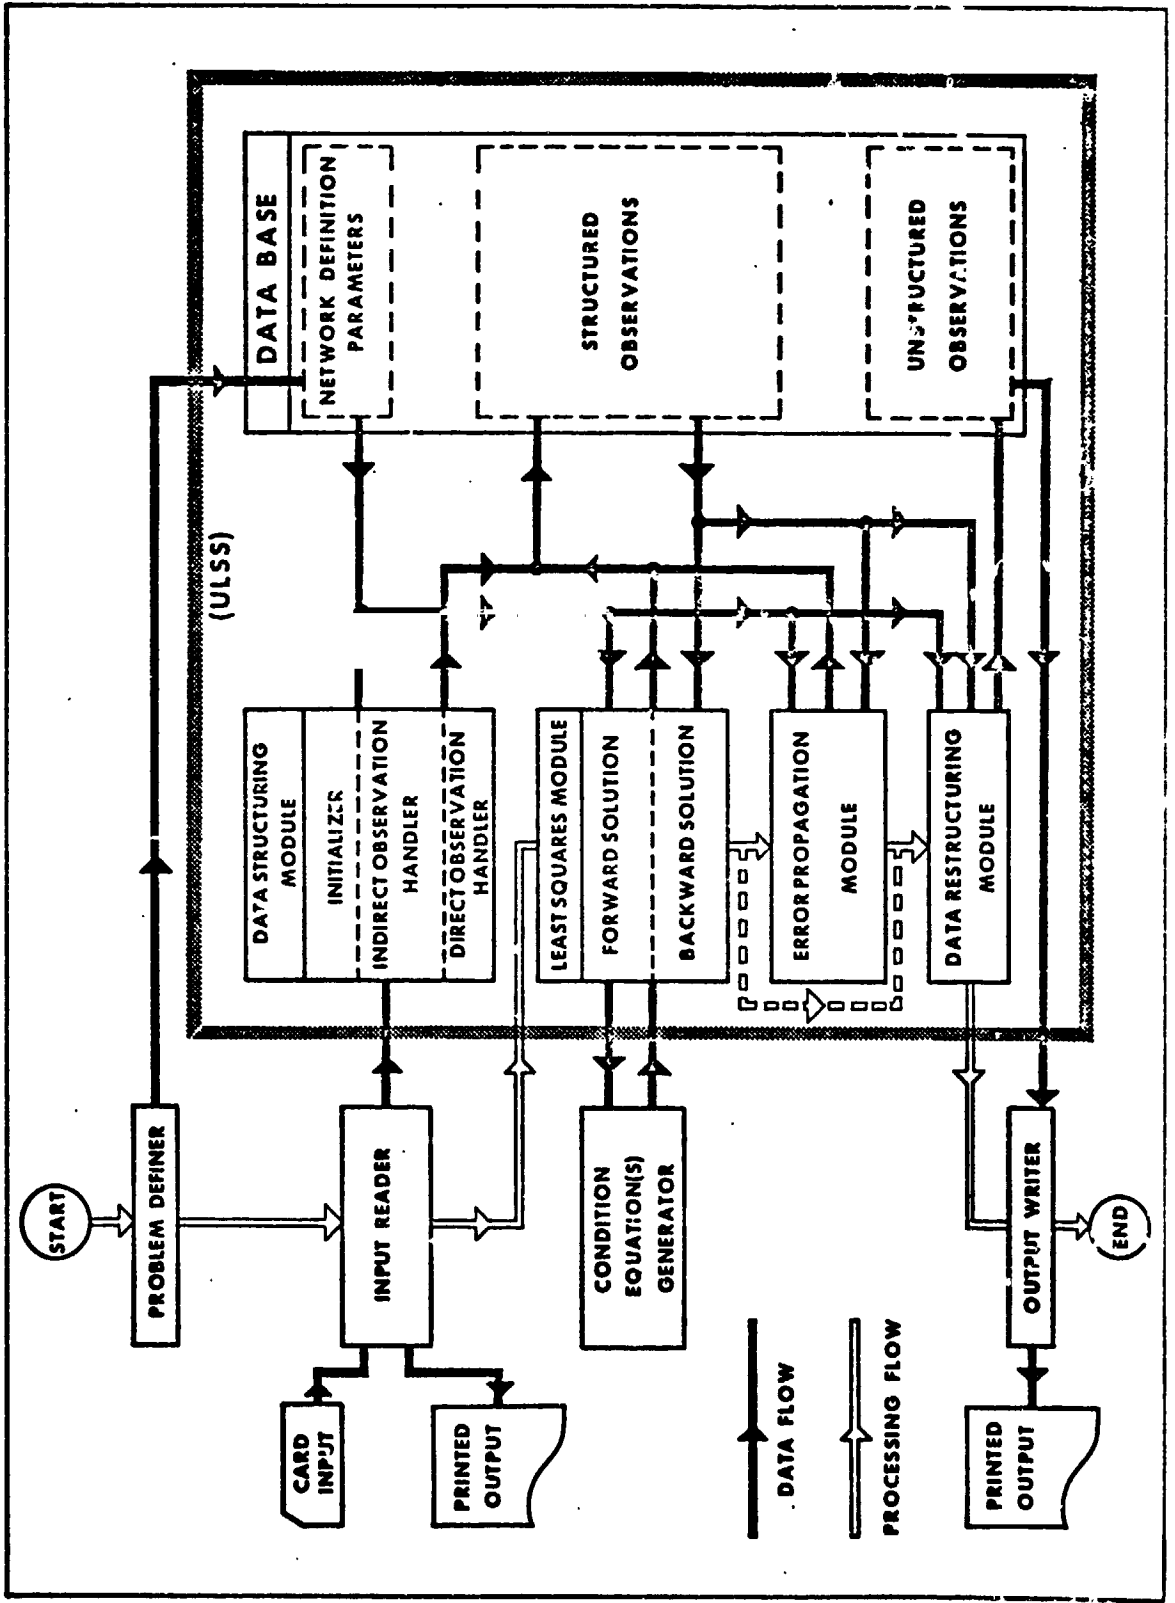 START
PROBLEM DEFINER
CARD
INPUT
INPUT READER
PRINTED
OUTPUT
CONDITION
EQUATION(S)
GENERATOR
DATA FLOW
PROCESSING FLOW
OUTPUT WRITER
PRINTED
OUTPUT
END
(ULSS)
DATA STRUCTURING
MODULE
INITIALIZER
INDIRECT OBSERVATION
HANDLER
DIRECT OBSERVATION
HANDLER
LEAST SQUARES MODULE
FORWARD SOLUTION
BACKWARD SOLUTION
ERROR PROPAGATION
MODULE
DATA RESTRUCTURING
MODULE
DATA BASE
NETWORK DEFINITION
PARAMETERS
STRUCTURED
OBSERVATIONS
UNSTRUCTURED
OBSERVATIONS